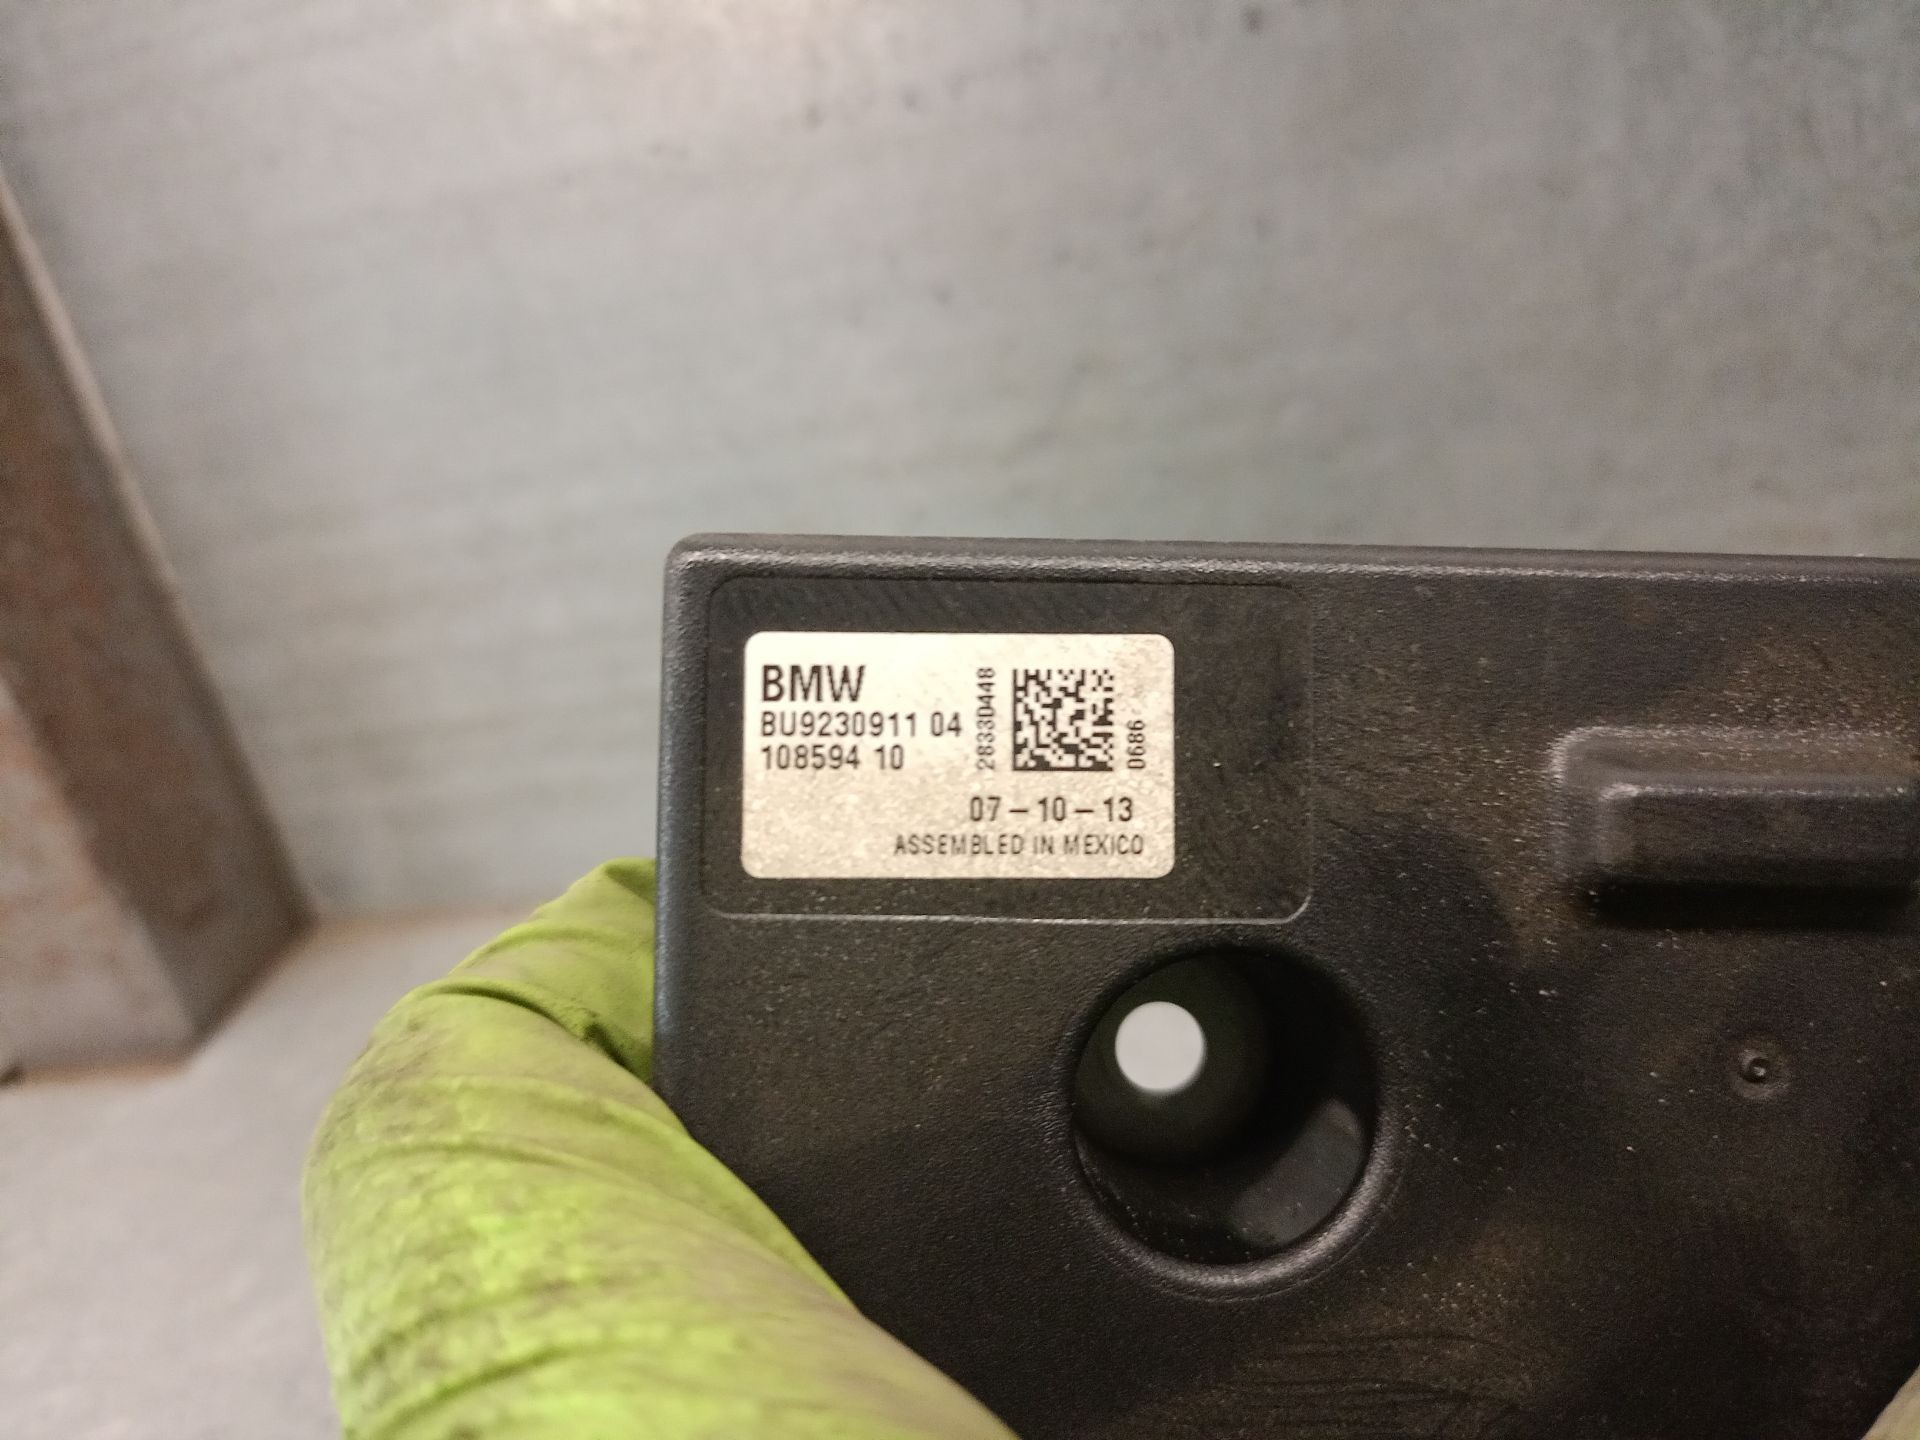 BMW
BU9230911 04
108594 10
28330448
0686
07-10-13
ASSEMBLED IN MEXICO